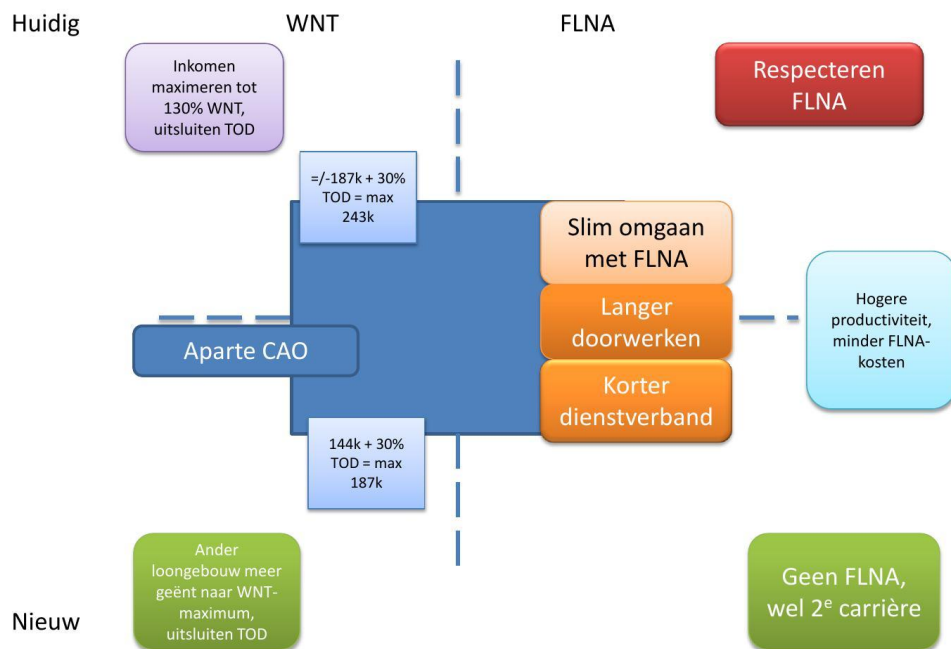 Huidig
WNT
FLNA
Inkomen
maximeren tot
130% WNT,
uitsluiten TOD
Respecteren
FLNA
=/-187k + 30%
TOD = max
243k
Slim omgaan
met FLNA
Langer
doorwerken
Korter
dienstverband
Hogere
productiviteit,
minder FLNA-
kosten
Aparte CAO
144k + 30%
TOD = max
187k
Ander
loongebouw meer
geënt naar WNT-
maximum,
uitsluiten TOD
Geen FLNA,
wel 2e carrière
Nieuw